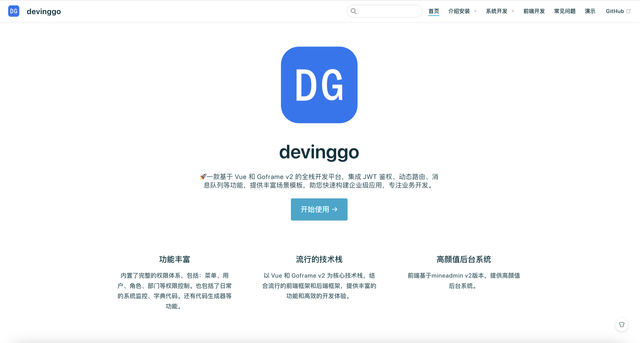 DG devinggo 首页 介绍安装 系统开发 前端开发 常见问题 演示 GitHub
DG
devinggo
🚀一款基于 Vue 和 Goframe v2 的全栈开发平台，集成 JWT 鉴权、动态路由、消
息队列等功能，提供丰富场景模板。助您快速构建企业级应用，专注业务开发。
开始使用 →
功能丰富
内置了完整的权限体系，包括：菜单、用
户、角色、部门等权限控制。也包括了日常
的系统监控、字典代码。还有代码生成器等
功能。
流行的技术栈
以 Vue 和 Goframe v2 为核心技术栈，结
合流行的前端框架和后端框架，提供丰富的
功能和高效的开发体验。
高颜值后台系统
前端基于mineadmin v2版本，提供高颜值
后台系统。